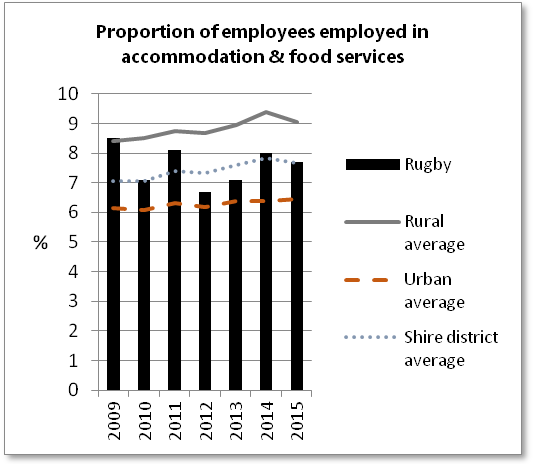 Proportion of employees employed in
accommodation & food services
10
9
8
7
6
5
4
3
2
1
0
%
2009
2010
2011
2012
2013
2014
2015
Rugby
Rural
average
Urban
average
Shire district
average